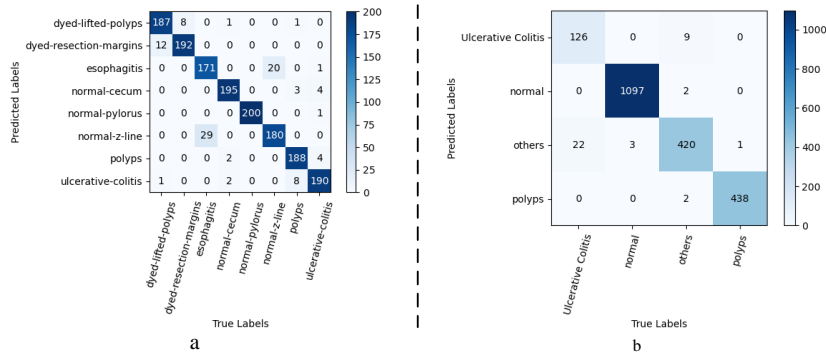 dyed-lifted-polyps 187 8 0 1 0 0 1 0
dyed-resection-margins 12 192 0 0 0 0 0 0
esophagitis 0 0 171 0 0 20 0 1
normal-cecum 0 0 0 195 0 0 3 4
normal-pylorus 0 0 0 0 200 0 0 1
normal-z-line 0 0 29 0 0 180 0 0
polyps 0 0 0 2 0 0 188 4
ulcerative-colitis 1 0 0 2 0 0 8 190
Predicted Labels
dyed-lifted-polyps
dyed-resection-margins
esophagitis
normal-cecum
normal-pylorus
normal-z-line
polyps
ulcerative-colitis
True Labels
200
175
150
125
100
75
50
25
0
a
Ulcerative Colitis 126 0 9 0
normal 0 1097 2 0
others 22 3 420 1
polyps 0 0 2 438
Predicted Labels
Ulcerative Colitis
normal
others
polyps
True Labels
1000
800
600
400
200
0
b